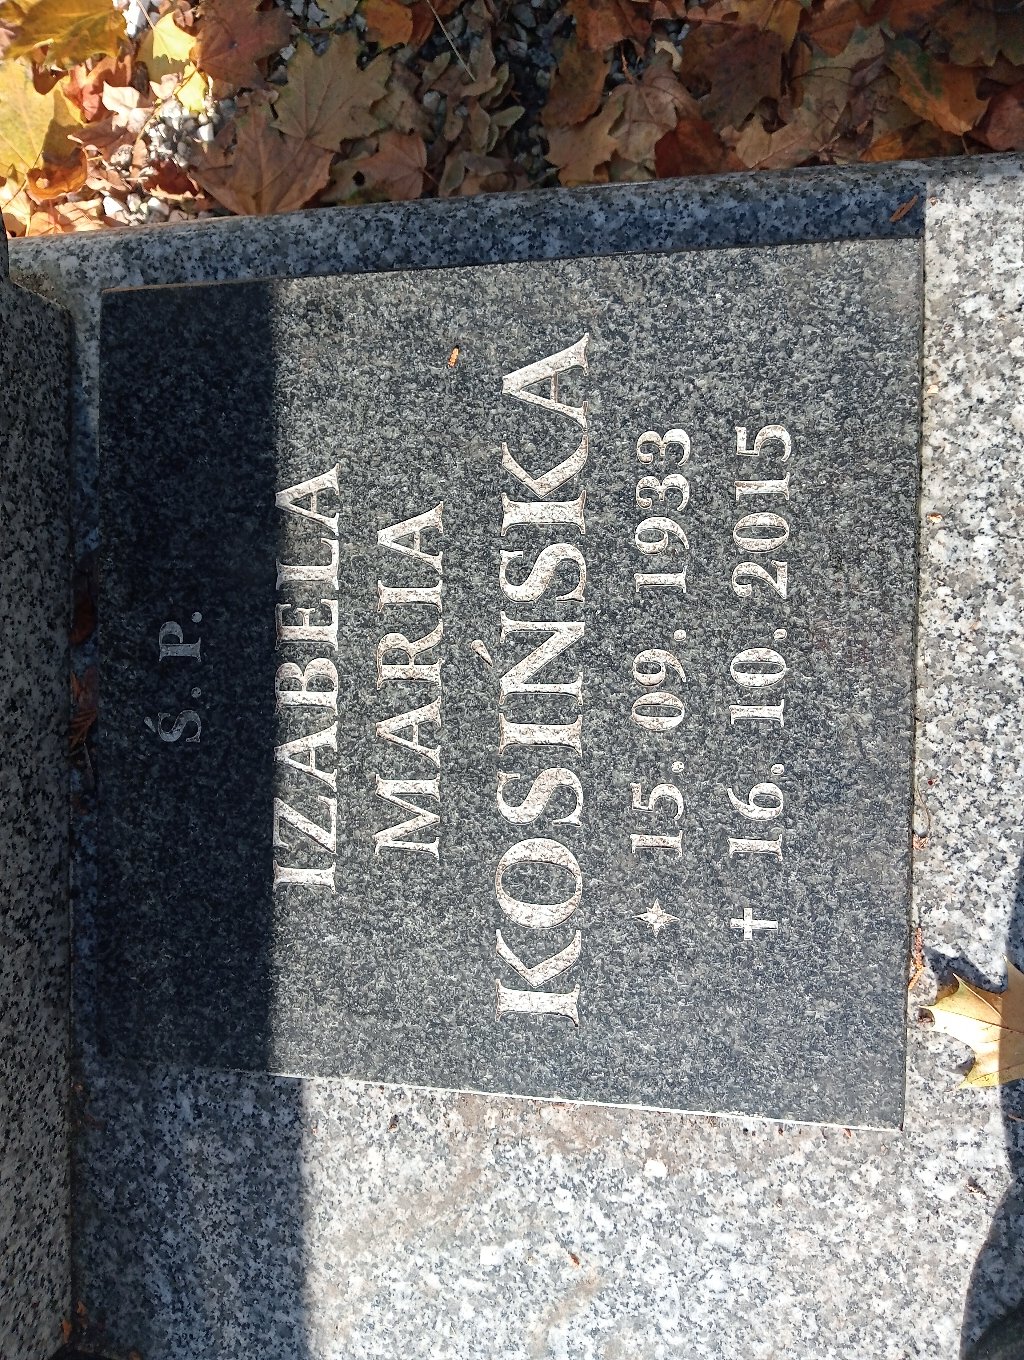 Ś. P.
IZABELA
MARIA
KOSIŃSKA
✧ 15. 09. 1933
✝ 16. 10. 2015